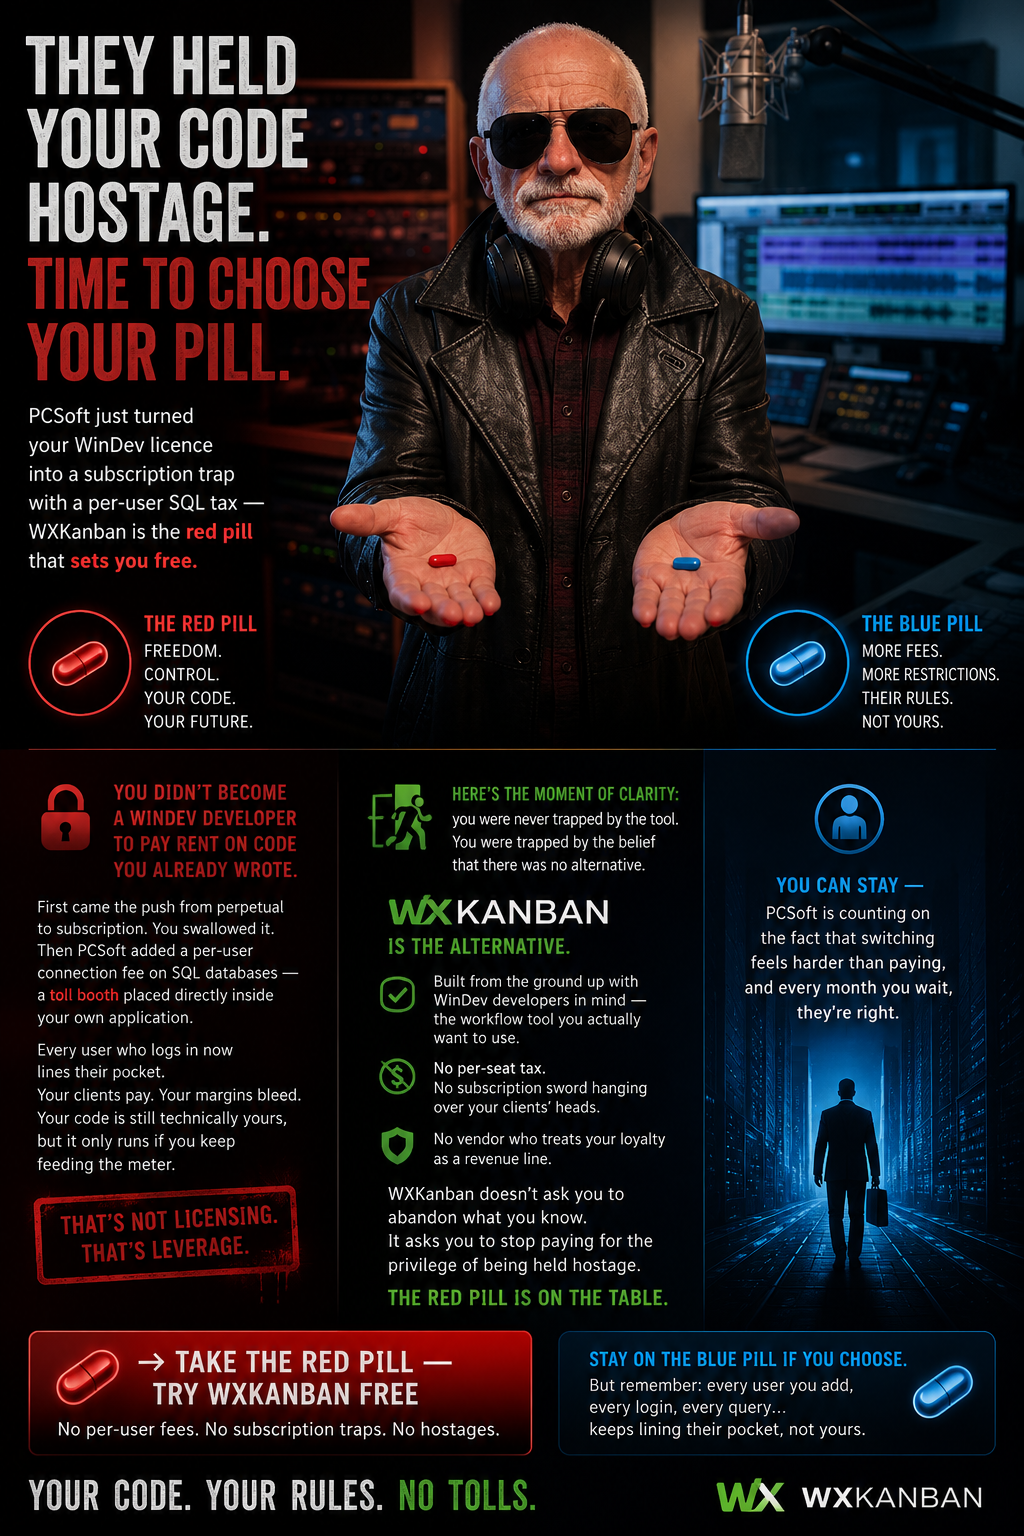 THEY HELD
YOUR CODE
HOSTAGE.
TIME TO CHOOSE
YOUR PILL.
PCSoft just turned
your WinDev licence
into a subscription trap
with a per-user SQL tax —
WXKanban is the red pill
that sets you free.
THE RED PILL
FREEDOM.
CONTROL.
YOUR CODE.
YOUR FUTURE.
THE BLUE PILL
MORE FEES.
MORE RESTRICTIONS.
THEIR RULES.
NOT YOURS.
YOU DIDN'T BECOME
A WINDEV DEVELOPER
TO PAY RENT ON CODE
YOU ALREADY WROTE.
First came the push from perpetual
to subscription. You swallowed it.
Then PCSoft added a per-user
connection fee on SQL databases —
a toll booth placed directly inside
your own application.
Every user who logs in now
lines their pocket.
Your clients pay. Your margins bleed.
Your code is still technically yours,
but it only runs if you keep
feeding the meter.
THAT'S NOT LICENSING.
THAT'S LEVERAGE.
HERE'S THE MOMENT OF CLARITY:
you were never trapped by the tool.
You were trapped by the belief
that there was no alternative.
WXKANBAN
IS THE ALTERNATIVE.
Built from the ground up with
WinDev developers in mind —
the workflow tool you actually
want to use.
No per-seat tax.
No subscription sword hanging
over your clients' heads.
No vendor who treats your loyalty
as a revenue line.
WXKanban doesn't ask you to
abandon what you know.
It asks you to stop paying for the
privilege of being held hostage.
THE RED PILL IS ON THE TABLE.
YOU CAN STAY —
PCSoft is counting on
the fact that switching
feels harder than paying,
and every month you wait,
they're right.
→ TAKE THE RED PILL —
TRY WXKANBAN FREE
No per-user fees. No subscription traps. No hostages.
STAY ON THE BLUE PILL IF YOU CHOOSE.
But remember: every user you add,
every login, every query...
keeps lining their pocket, not yours.
YOUR CODE. YOUR RULES. NO TOLLS.
WX WXKANBAN